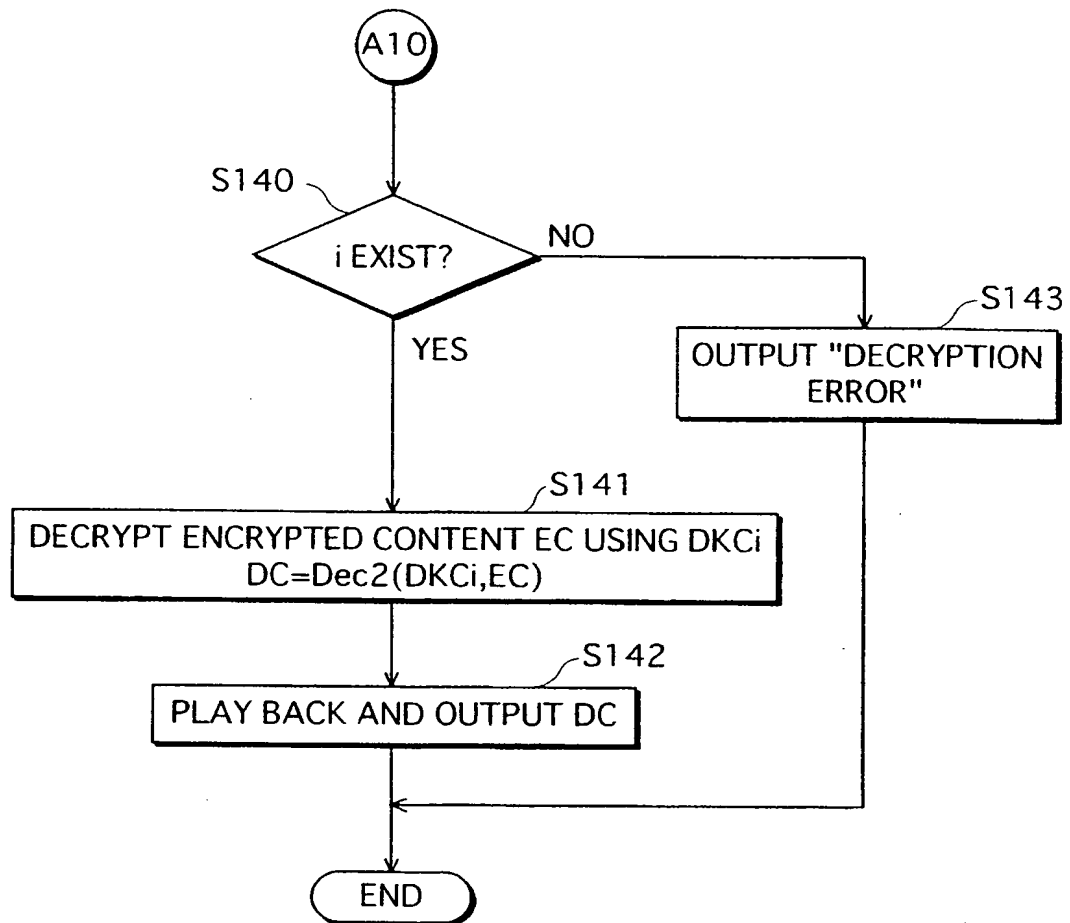 A10
S140
i EXIST?
NO
YES
S143
OUTPUT "DECRYPTION
ERROR"
S141
DECRYPT ENCRYPTED CONTENT EC USING DKCi
DC=Dec2(DKCi,EC)
S142
PLAY BACK AND OUTPUT DC
END